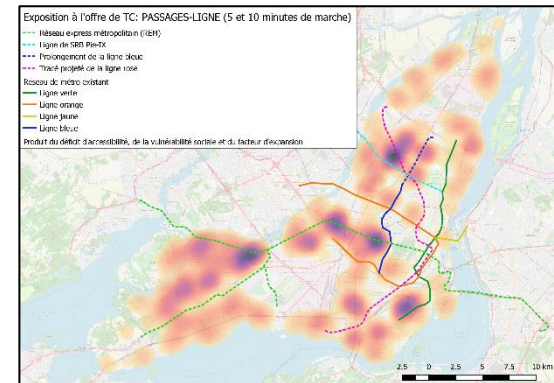 Exposition à l'offre de TC: PASSAGES-LIGNE (5 et 10 minutes de marche)
Réseau express métropolitain (REM)
Ligne de SRB Pie-IX
Prolongement de la ligne bleue
Tracé projeté de la ligne rose
Réseau de métro existant
Ligne verte
Ligne orange
Ligne jaune
Ligne bleue
Produit du déficit d'accessibilité, de la vulnérabilité sociale et du facteur d'expansion
2.5 0 2.5 5 7.5 10 km